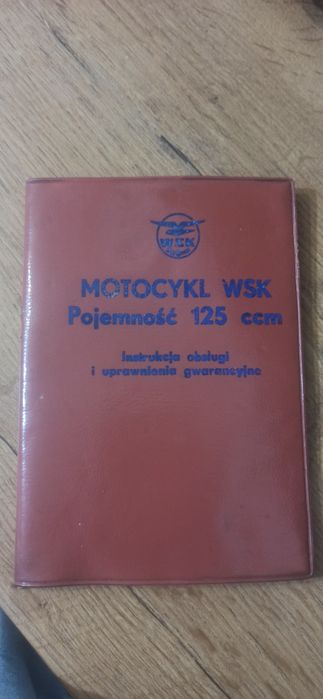 WSK
MOTOCYKL WSK
Pojemność 125 ccm
Instrukcja obsługi
i uprawnienia gwarancyjne